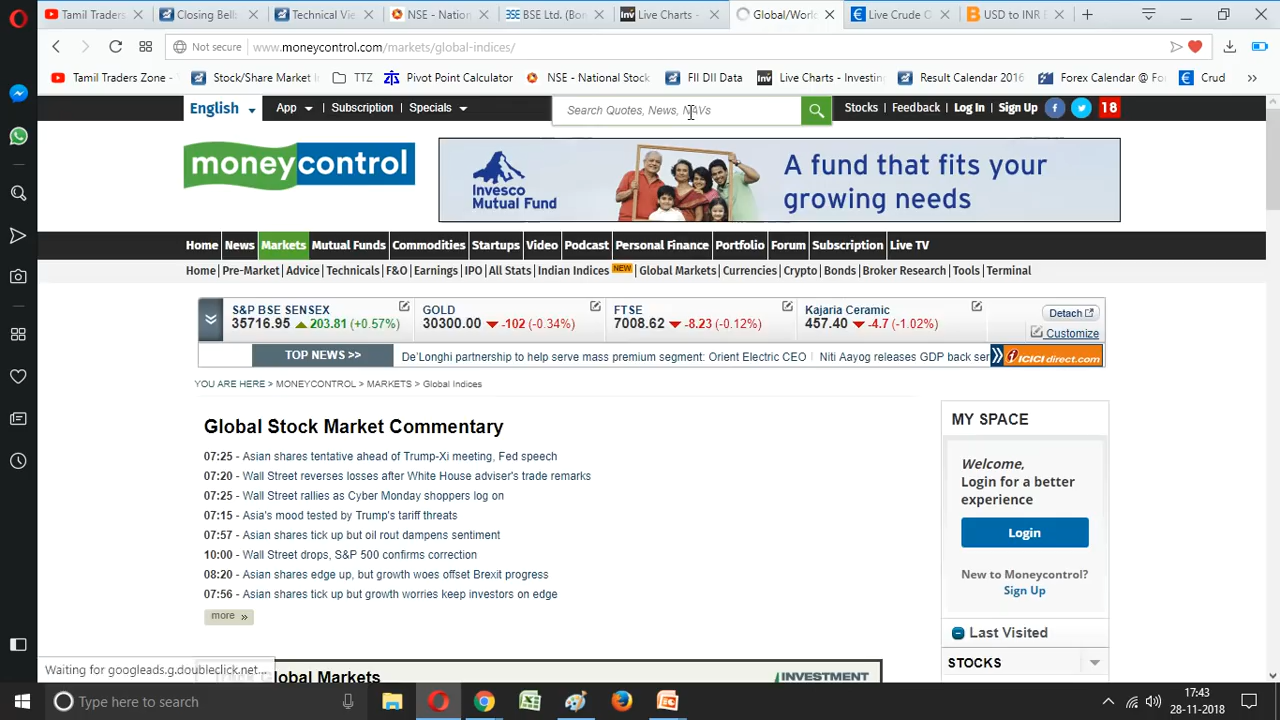 Tamil Traders
Closing Bell:
Technical Vie
NSE - Nation
BSE Ltd. (Bon
Live Charts -
Global/World
Live Crude O
USD to INR E
Not secure
www.moneycontrol.com/markets/global-indices/
Tamil Traders Zone -
Stock/Share Market I
TTZ
Pivot Point Calculator
NSE - National Stock
FII DII Data
Inv
Live Charts - Investing
Result Calendar 2016
Forex Calendar @ F
Crud
English
App
Subscription
Specials
Search Quotes, News, NAVs
Stocks
Feedback
Log In
Sign Up
18
moneycontrol
Invesco
Mutual Fund
A fund that fits your
growing needs
Home
News
Markets
Mutual Funds
Commodities
Startups
Video
Podcast
Personal Finance
Portfolio
Forum
Subscription
Live TV
Home
Pre-Market
Advice
Technicals
F&O
Earnings
IPO
All Stats
Indian Indices
NEW
Global Markets
Currencies
Crypto
Bonds
Broker Research
Tools
Terminal
S&P BSE SENSEX
35716.95 203.81 (+0.57%)
GOLD
30300.00 -102 (-0.34%)
FTSE
7008.62 -8.23 (-0.12%)
Kajaria Ceramic
457.40 -4.7 (-1.02%)
Detach
Customize
TOP NEWS >>
De'Longhi partnership to help serve mass premium segment: Orient Electric CEO
Niti Aayog releases GDP back ser
ICICI direct.com
YOU ARE HERE > MONEYCONTROL > MARKETS > Global Indices
Global Stock Market Commentary
07:25 - Asian shares tentative ahead of Trump-Xi meeting, Fed speech
07:20 - Wall Street reverses losses after White House adviser's trade remarks
07:25 - Wall Street rallies as Cyber Monday shoppers log on
07:15 - Asia's mood tested by Trump's tariff threats
07:57 - Asian shares tick up but oil rout dampens sentiment
10:00 - Wall Street drops, S&P 500 confirms correction
08:20 - Asian shares edge up, but growth woes offset Brexit progress
07:56 - Asian shares tick up but growth worries keep investors on edge
more »
MY SPACE
Welcome,
Login for a better
experience
Login
New to Moneycontrol?
Sign Up
Last Visited
STOCKS
Waiting for googleads.g.doubleclick.net...
Global Markets
INVESTMENT
Type here to search
17:43
28-11-2018